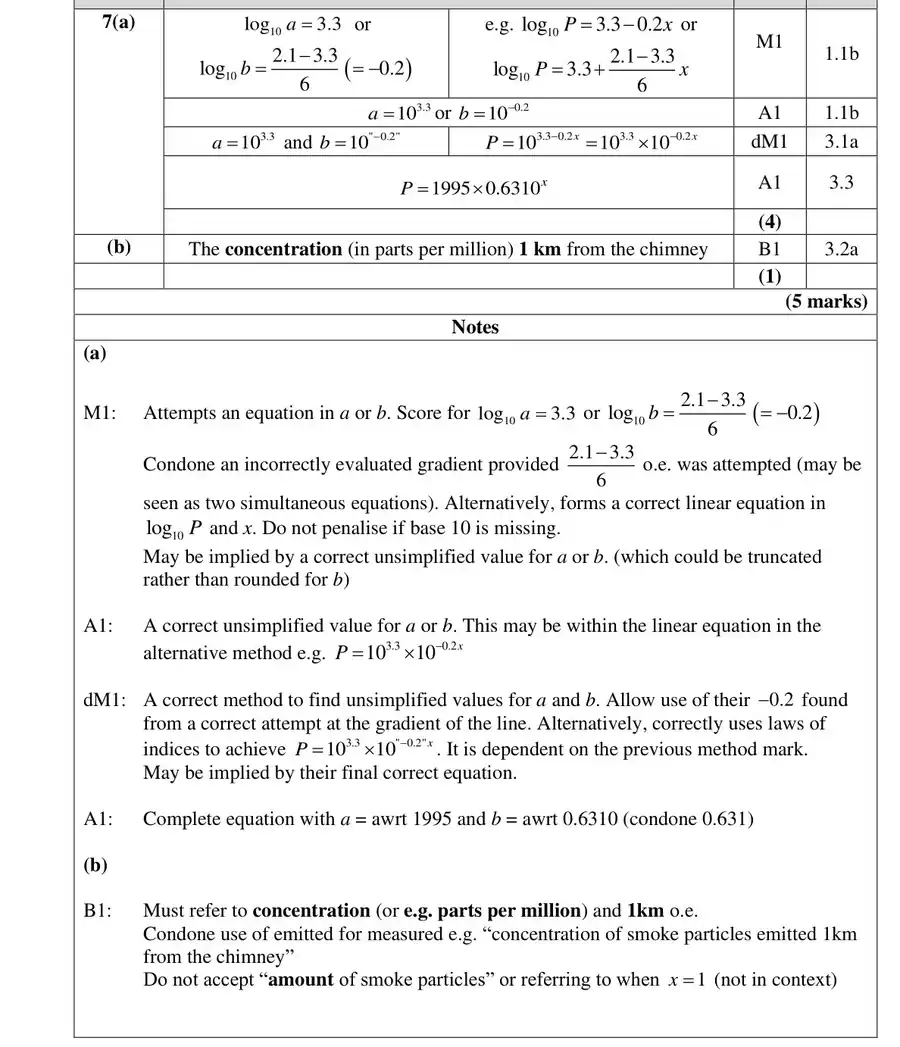 7(a) log₁₀ a = 3.3 or e.g. log₁₀ P = 3.3 − 0.2x or M1 1.1b
log₁₀ b = (2.1 − 3.3)/6 (= −0.2) log₁₀ P = 3.3 + (2.1 − 3.3)/6 x
a = 10^3.3 or b = 10^−0.2 A1 1.1b
a = 10^3.3 and b = 10^"−0.2" P = 10^(3.3−0.2x) = 10^3.3 × 10^−0.2x dM1 3.1a
P = 1995 × 0.6310^x A1 3.3
(4)
(b) The concentration (in parts per million) 1 km from the chimney B1 3.2a
(1)
(5 marks)
Notes
(a)
M1: Attempts an equation in a or b. Score for log₁₀ a = 3.3 or log₁₀ b = (2.1 − 3.3)/6 (= −0.2)
Condone an incorrectly evaluated gradient provided (2.1 − 3.3)/6 o.e. was attempted (may be
seen as two simultaneous equations). Alternatively, forms a correct linear equation in
log₁₀ P and x. Do not penalise if base 10 is missing.
May be implied by a correct unsimplified value for a or b. (which could be truncated
rather than rounded for b)
A1: A correct unsimplified value for a or b. This may be within the linear equation in the
alternative method e.g. P = 10^3.3 × 10^−0.2x
dM1: A correct method to find unsimplified values for a and b. Allow use of their −0.2 found
from a correct attempt at the gradient of the line. Alternatively, correctly uses laws of
indices to achieve P = 10^3.3 × 10^"−0.2"x. It is dependent on the previous method mark.
May be implied by their final correct equation.
A1: Complete equation with a = awrt 1995 and b = awrt 0.6310 (condone 0.631)
(b)
B1: Must refer to concentration (or e.g. parts per million) and 1km o.e.
Condone use of emitted for measured e.g. “concentration of smoke particles emitted 1km
from the chimney”
Do not accept “amount of smoke particles” or referring to when x = 1 (not in context)